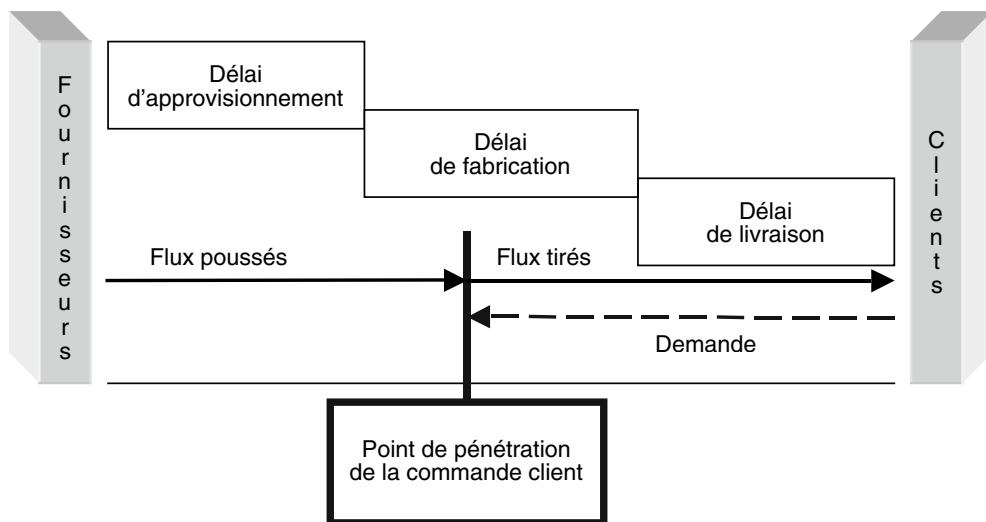 Fournisseurs
Délai
d'approvisionnement
Délai
de fabrication
Délai
de livraison
Clients
Flux poussés
Flux tirés
Demande
Point de pénétration
de la commande client